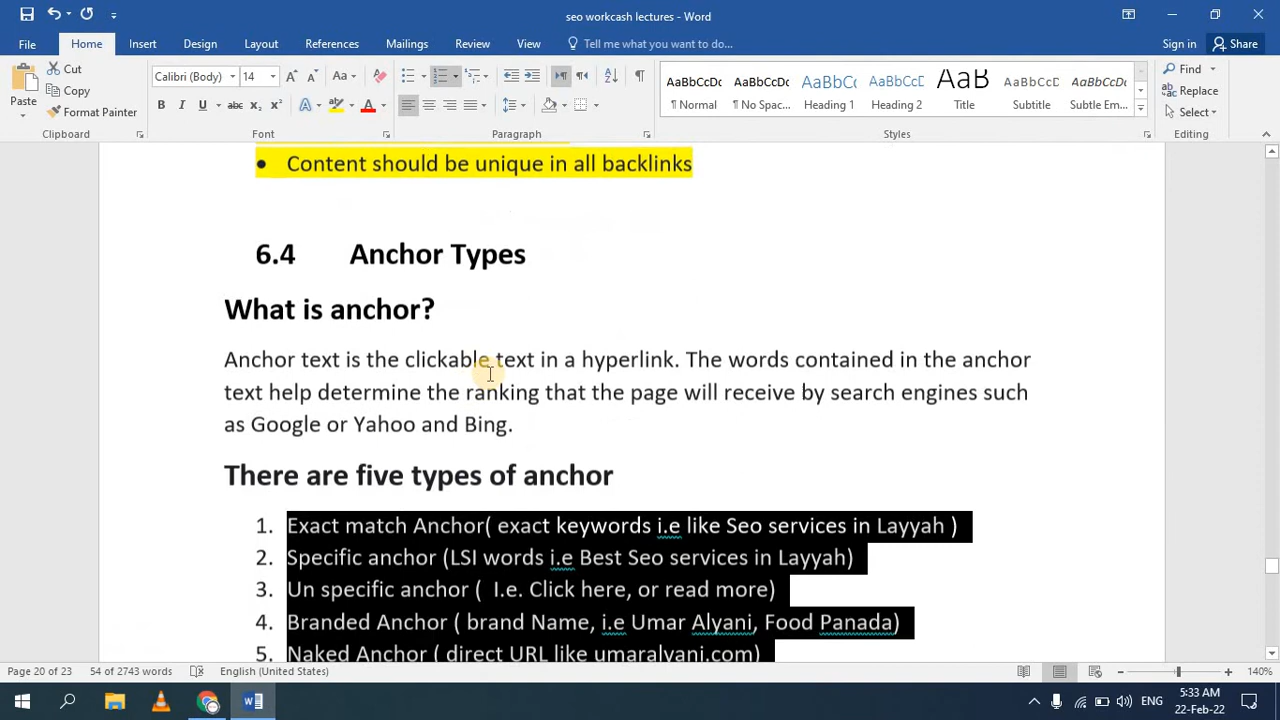 seo workcash lectures - Word
File Home Insert Design Layout References Mailings Review View Tell me what you want to do... Sign in Share
Cut
Copy
Format Painter
Paste
Calibri (Body) 14
Clipboard Font Paragraph Styles Editing
AaBbCcDc AaBbCcDc AaBbCc AaBbCcC AaB AaBbCcC AaBbCcDc
¶ Normal ¶ No Spac... Heading 1 Heading 2 Title Subtitle Subtle Em...
Find
Replace
Select
• Content should be unique in all backlinks
6.4 Anchor Types
What is anchor?
Anchor text is the clickable text in a hyperlink. The words contained in the anchor
text help determine the ranking that the page will receive by search engines such
as Google or Yahoo and Bing.
There are five types of anchor
1. Exact match Anchor( exact keywords i.e like Seo services in Layyah )
2. Specific anchor (LSI words i.e Best Seo services in Layyah)
3. Un specific anchor ( I.e. Click here, or read more)
4. Branded Anchor ( brand Name, i.e Umar Alyani, Food Panada)
5. Naked Anchor ( direct URL like umaralyani.com)
Page 20 of 23 54 of 2743 words English (United States) 140%
ENG 5:33 AM
22-Feb-22